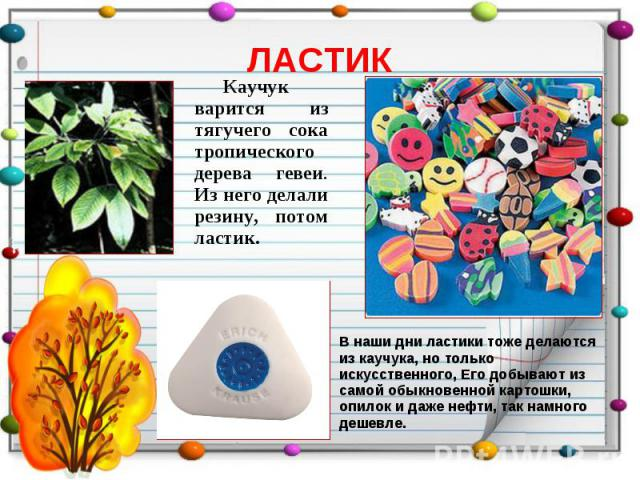 ЛАСТИК
Каучук
варится из
тягучего сока
тропического
дерева гевеи.
Из него делали
резину, потом
ластик.
ERICH
KRAUSE
В наши дни ластики тоже делаются
из каучука, но только
искусственного, Его добывают из
самой обыкновенной картошки,
опилок и даже нефти, так намного
дешевле.
PPt4WEB.ru